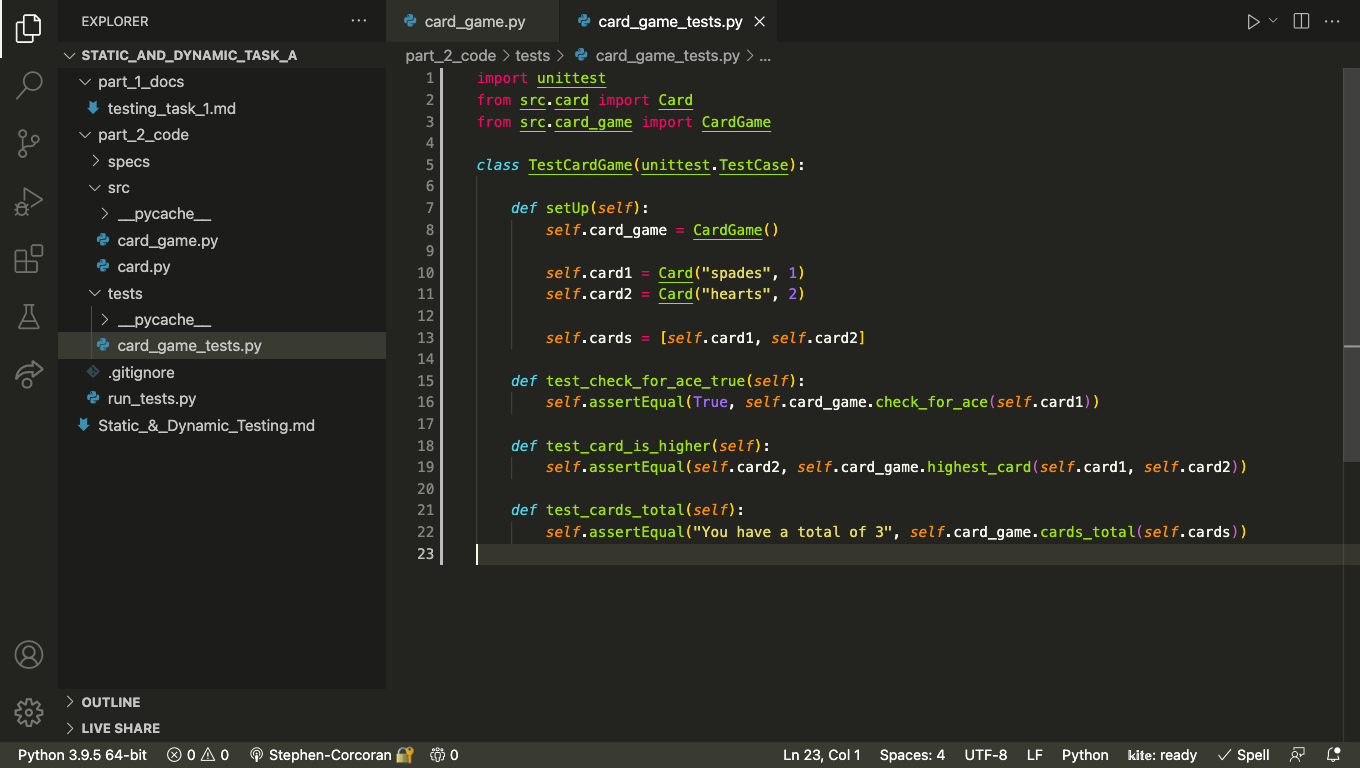 EXPLORER
STATIC_AND_DYNAMIC_TASK_A
part_1_docs
testing_task_1.md
part_2_code
specs
src
__pycache__
card_game.py
card.py
tests
__pycache__
card_game_tests.py
.gitignore
run_tests.py
Static_&_Dynamic_Testing.md
OUTLINE
LIVE SHARE
card_game.py card_game_tests.py
part_2_code > tests > card_game_tests.py > ...
1 import unittest
2 from src.card import Card
3 from src.card_game import CardGame
4
5 class TestCardGame(unittest.TestCase):
6
7 def setUp(self):
8 self.card_game = CardGame()
9
10 self.card1 = Card("spades", 1)
11 self.card2 = Card("hearts", 2)
12
13 self.cards = [self.card1, self.card2]
14
15 def test_check_for_ace_true(self):
16 self.assertEqual(True, self.card_game.check_for_ace(self.card1))
17
18 def test_card_is_higher(self):
19 self.assertEqual(self.card2, self.card_game.highest_card(self.card1, self.card2))
20
21 def test_cards_total(self):
22 self.assertEqual("You have a total of 3", self.card_game.cards_total(self.cards))
23
Python 3.9.5 64-bit 0 0 Stephen-Corcoran 🔐 0 Ln 23, Col 1 Spaces: 4 UTF-8 LF Python kite: ready Spell